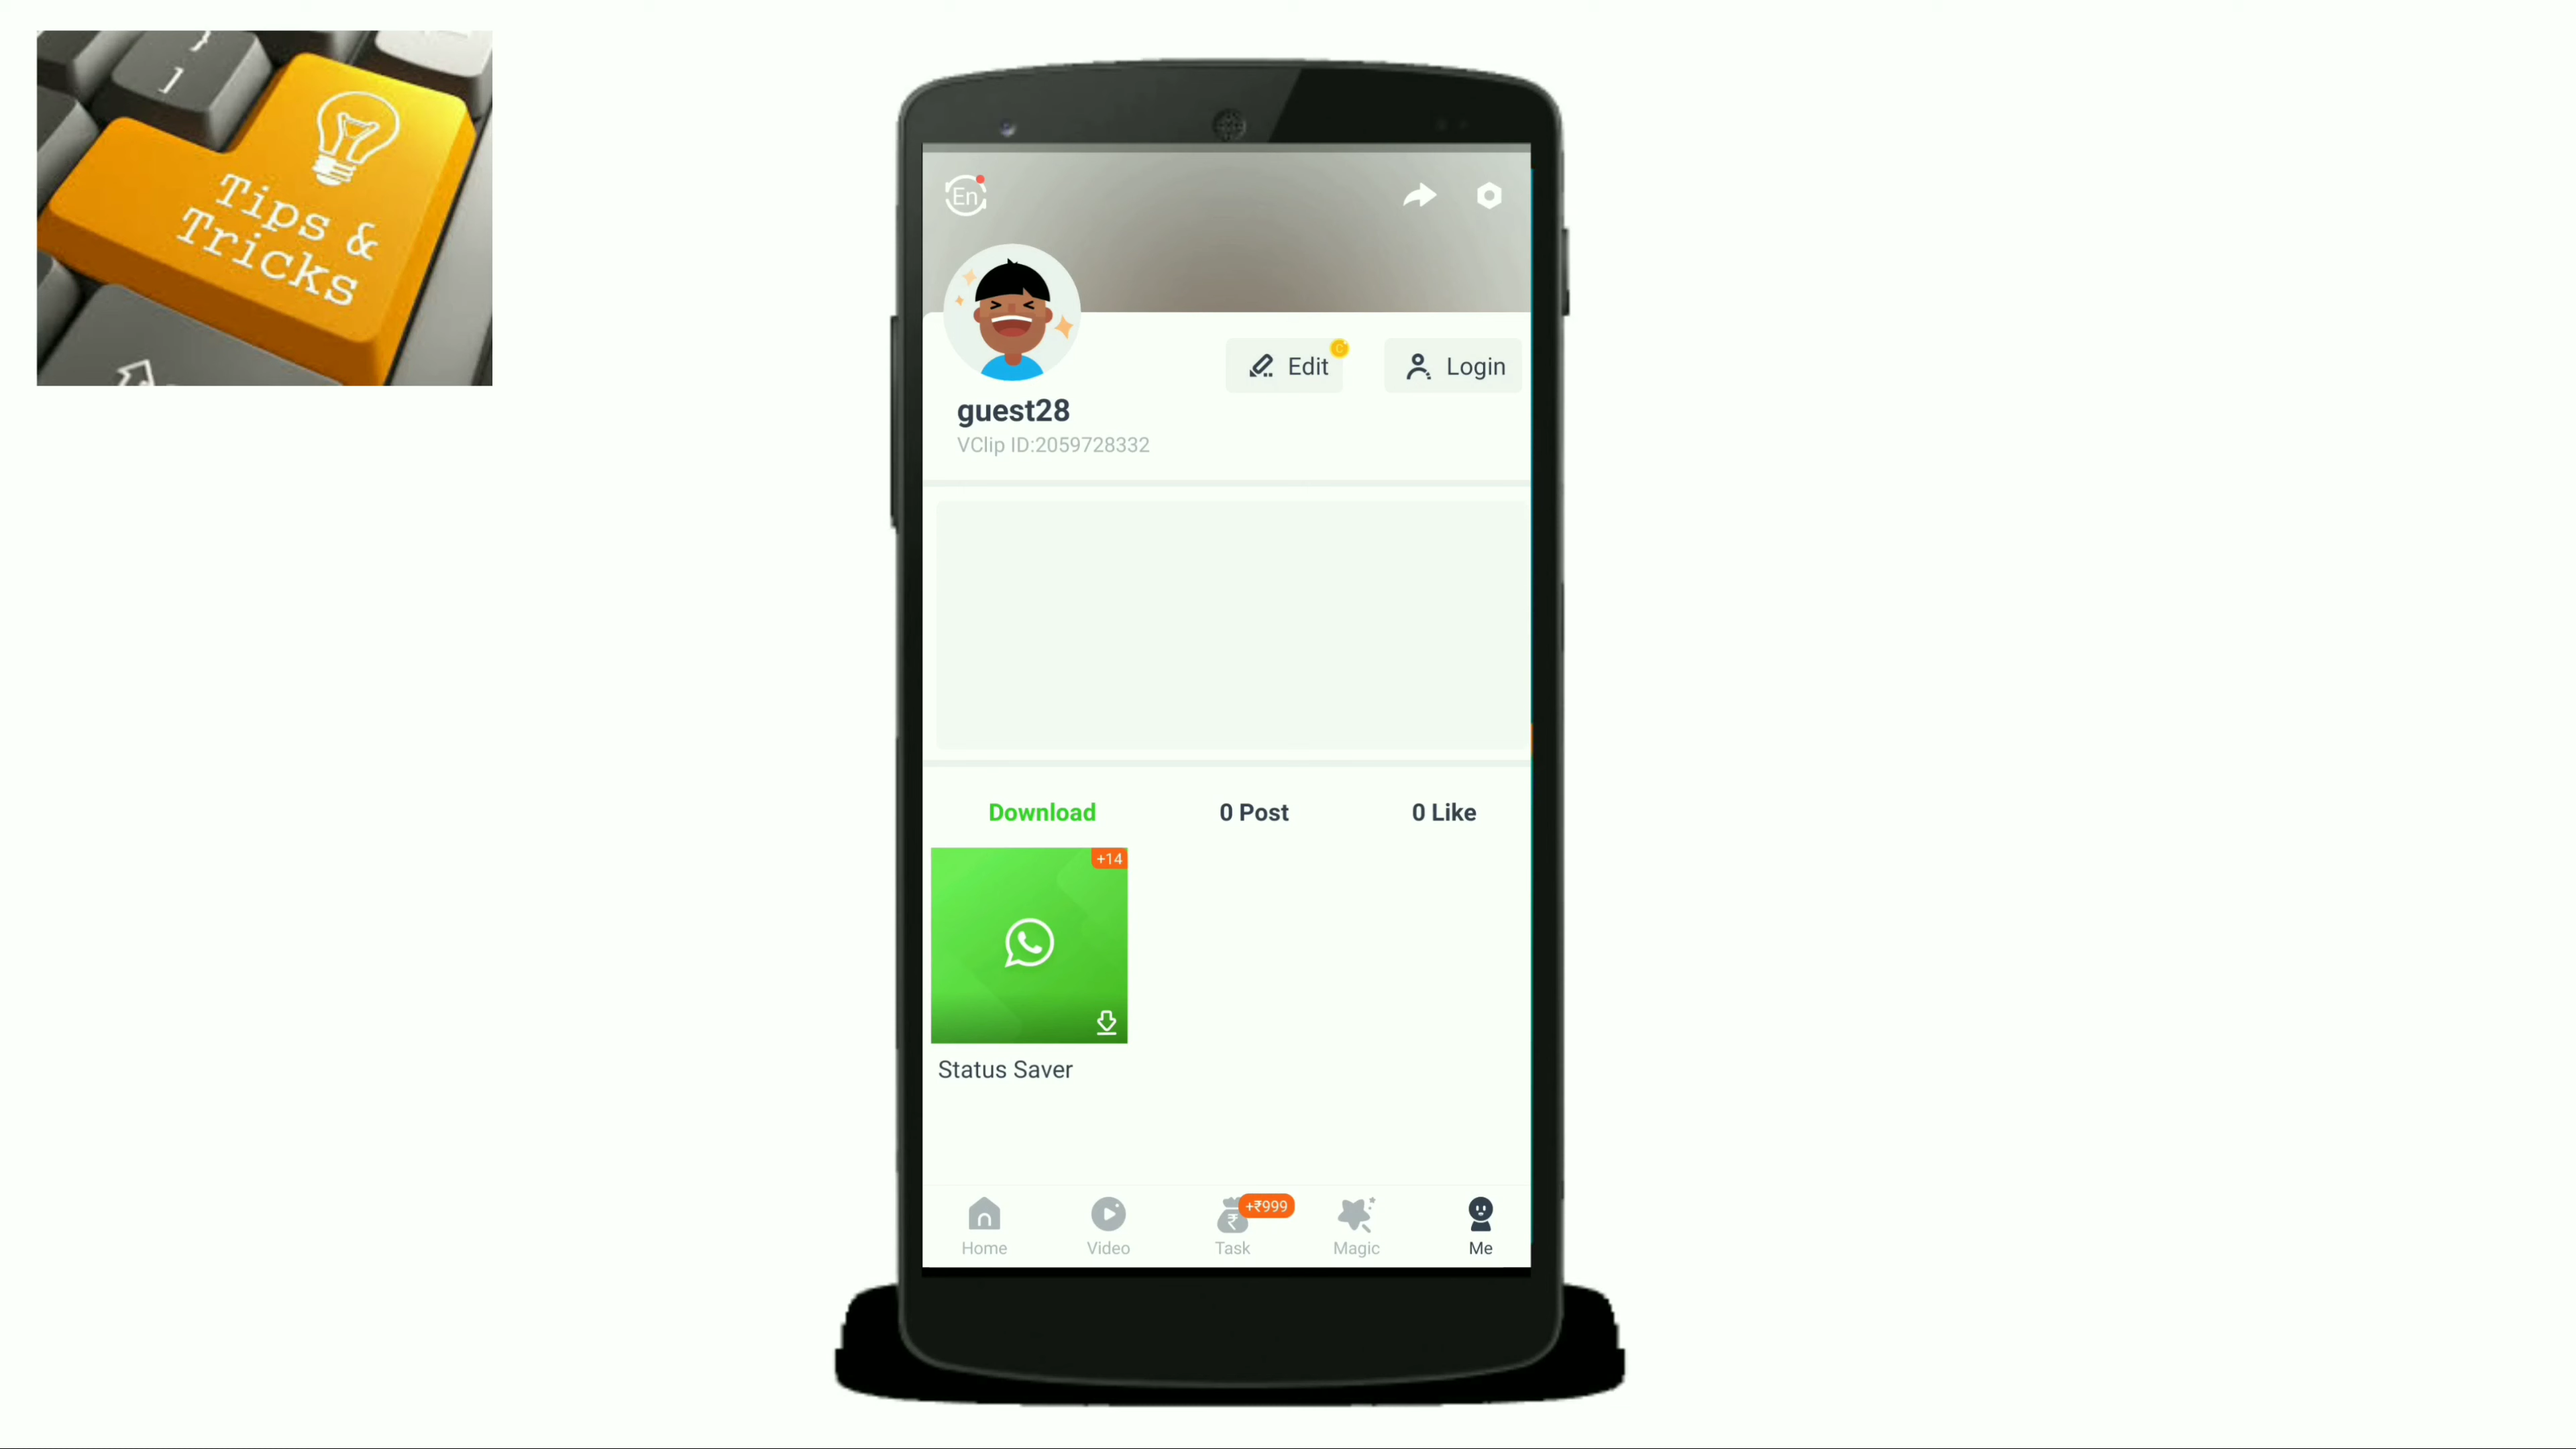 }
]
Tips &
Tricks
En
Edit
Login
guest28
VClip ID:2059728332
Download
0 Post
0 Like
+14
Status Saver
+₹999
₹
Home
Video
Task
Magic
Me